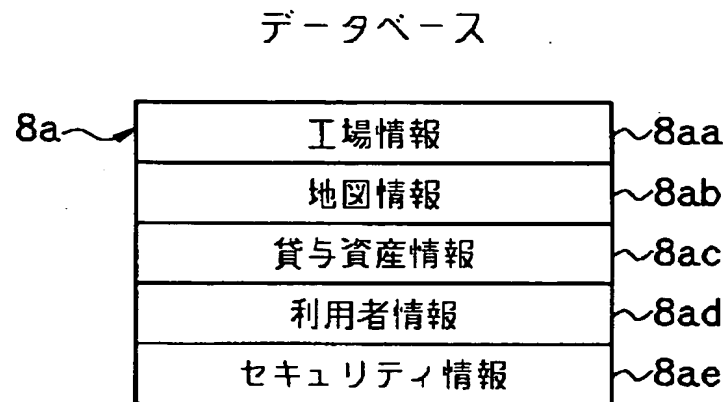 データベース
8a 工場情報 8aa
地図情報 8ab
貸与資産情報 8ac
利用者情報 8ad
セキュリティ情報 8ae